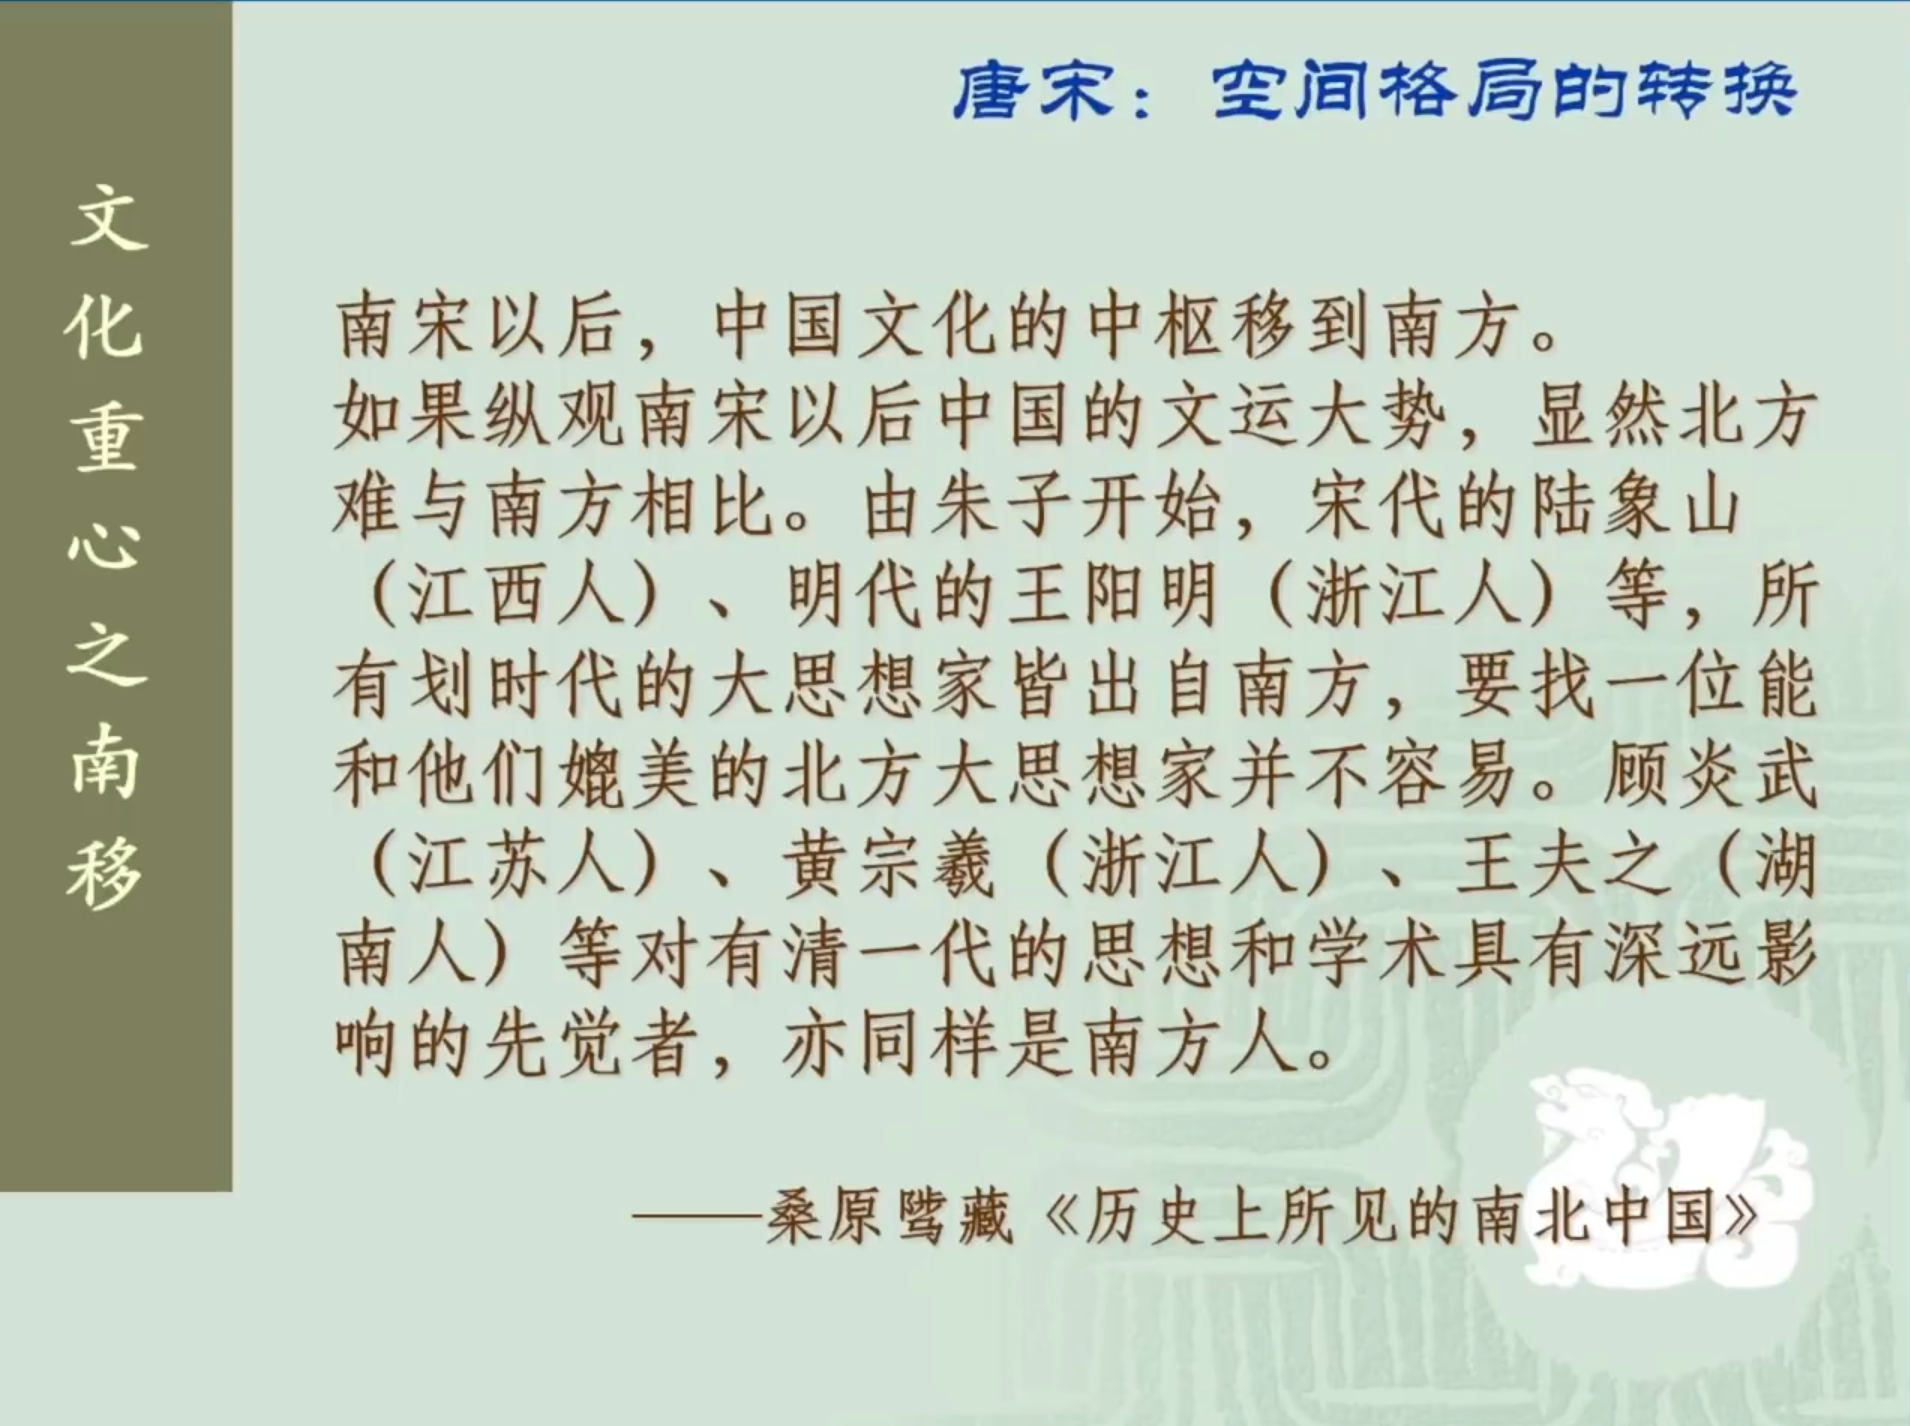 唐宋：空间格局的转换
文化重心之南移
南宋以后，中国文化的中枢移到南方。
如果纵观南宋以后中国的文运大势，显然北方
难与南方相比。由朱子开始，宋代的陆象山
（江西人）、明代的王阳明（浙江人）等，所
有划时代的大思想家皆出自南方，要找一位能
和他们媲美的北方大思想家并不容易。顾炎武
（江苏人）、黄宗羲（浙江人）、王夫之（湖
南人）等对有清一代的思想和学术具有深远影
响的先觉者，亦同样是南方人。
——桑原骘藏《历史上所见的南北中国》